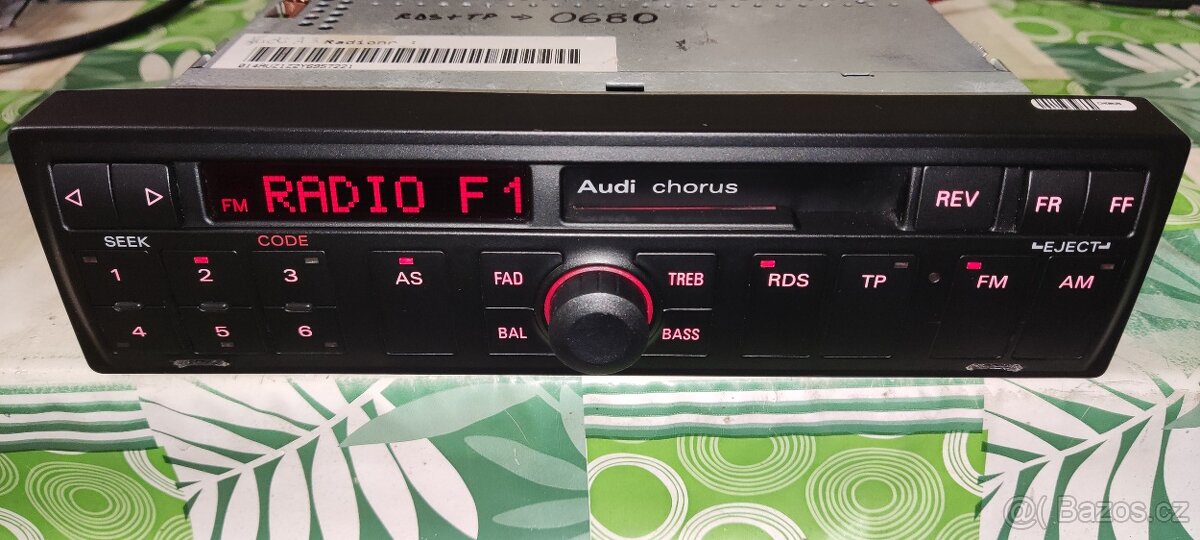 RDS+TP → 0680
Radionr :
FM RADIO F1
Audi chorus
REV
FR
FF
SEEK
CODE
EJECT
1
2
3
AS
FAD
TREB
RDS
TP
FM
AM
4
5
6
BAL
BASS
@( Bazos.cz